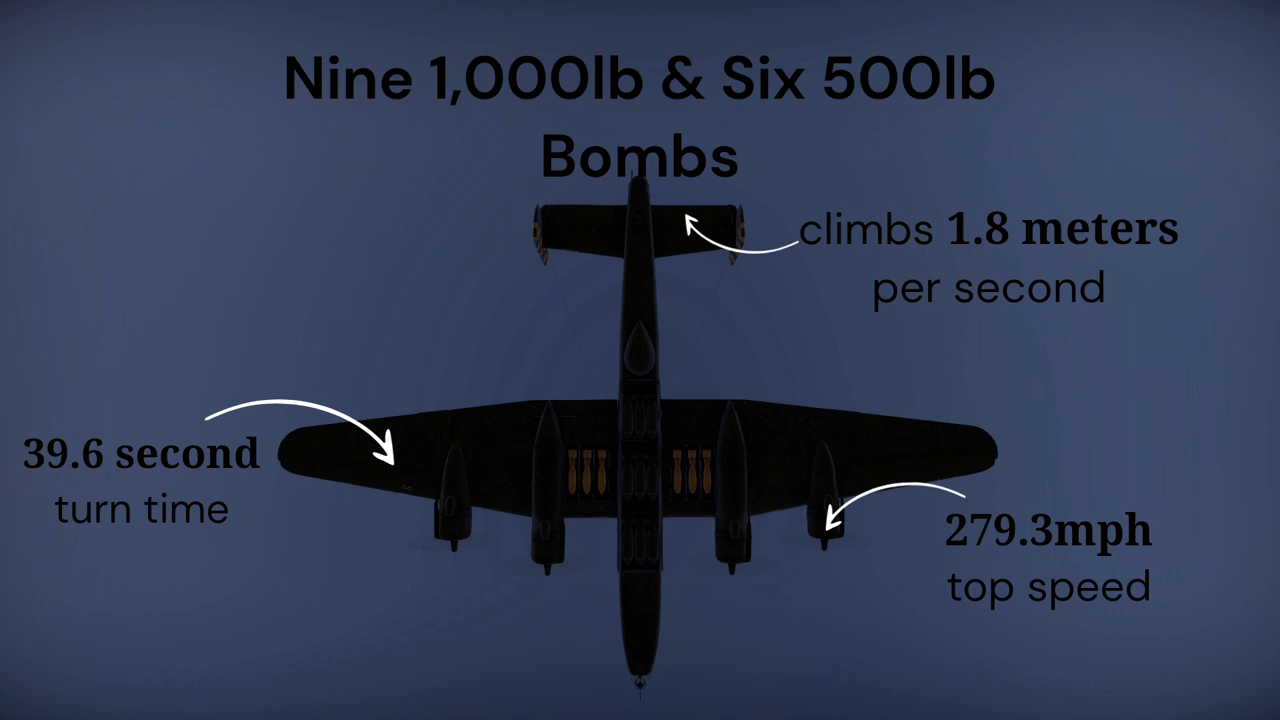 Nine 1,000lb & Six 500lb
Bombs
climbs 1.8 meters
per second
39.6 second
turn time
279.3mph
top speed